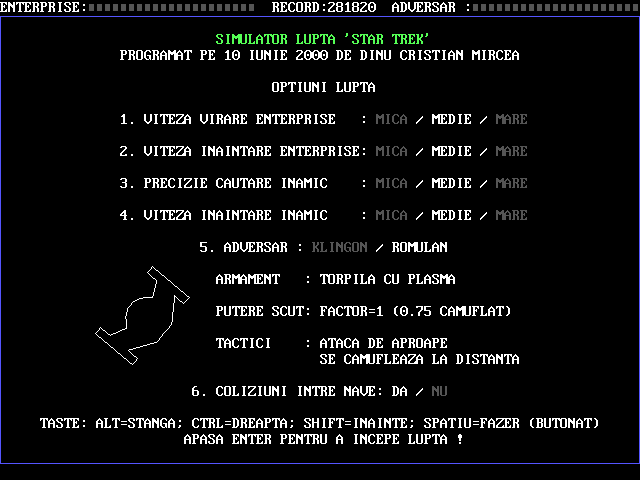 ENTERPRISE: RECORD:281820 ADVERSAR :
SIMULATOR LUPTA 'STAR TREK'
PROGRAMAT PE 10 IUNIE 2000 DE DINU CRISTIAN MIRCEA
OPTIUNI LUPTA
1. VITEZA VIRARE ENTERPRISE : MICA / MEDIE / MARE
2. VITEZA INAINTARE ENTERPRISE: MICA / MEDIE / MARE
3. PRECIZIE CAUTARE INAMIC : MICA / MEDIE / MARE
4. VITEZA INAINTARE INAMIC : MICA / MEDIE / MARE
5. ADVERSAR : KLINGON / ROMULAN
ARMAMENT : TORPILA CU PLASMA
PUTERE SCUT: FACTOR=1 (0.75 CAMUFLAT)
TACTICI : ATACA DE APROAPE
SE CAMUFLEAZA LA DISTANTA
6. COLIZIUNI INTRE NAVE: DA / NU
TASTE: ALT=STANGA; CTRL=DREAPTA; SHIFT=INAINTE; SPATIU=FAZER (BUTONAT)
APASA ENTER PENTRU A INCEPE LUPTA !